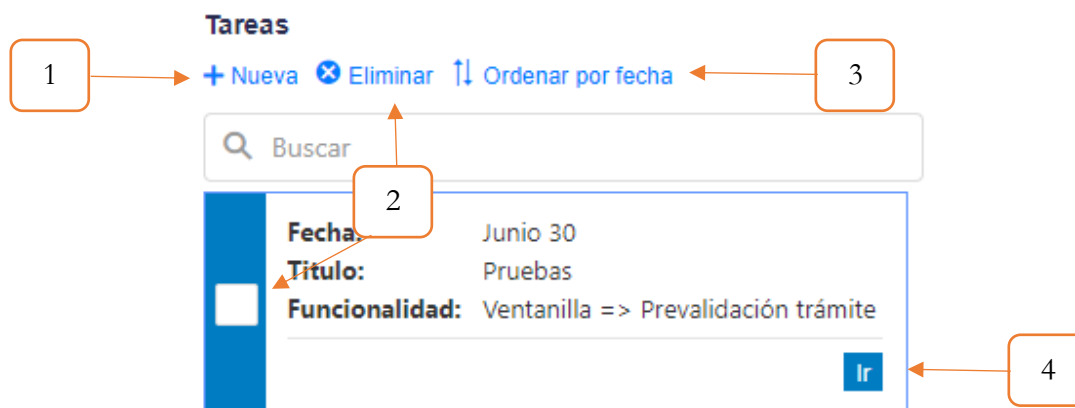 Tareas
1
+ Nueva Eliminar Ordenar por fecha
3
Buscar
2
Fecha: Junio 30
Titulo: Pruebas
Funcionalidad: Ventanilla => Prevalidación trámite
Ir
4